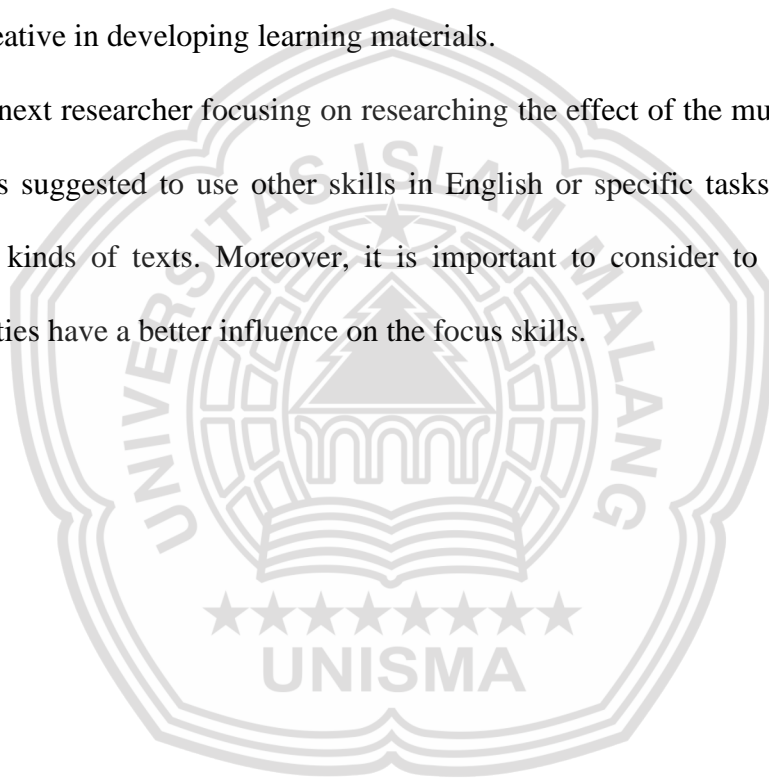 eative in developing learning materials.
next researcher focusing on researching the effect of the mu
s suggested to use other skills in English or specific tasks
kinds of texts. Moreover, it is important to consider to
ties have a better influence on the focus skills.
UNIVERSITAS ISLAM MALANG
UNISMA